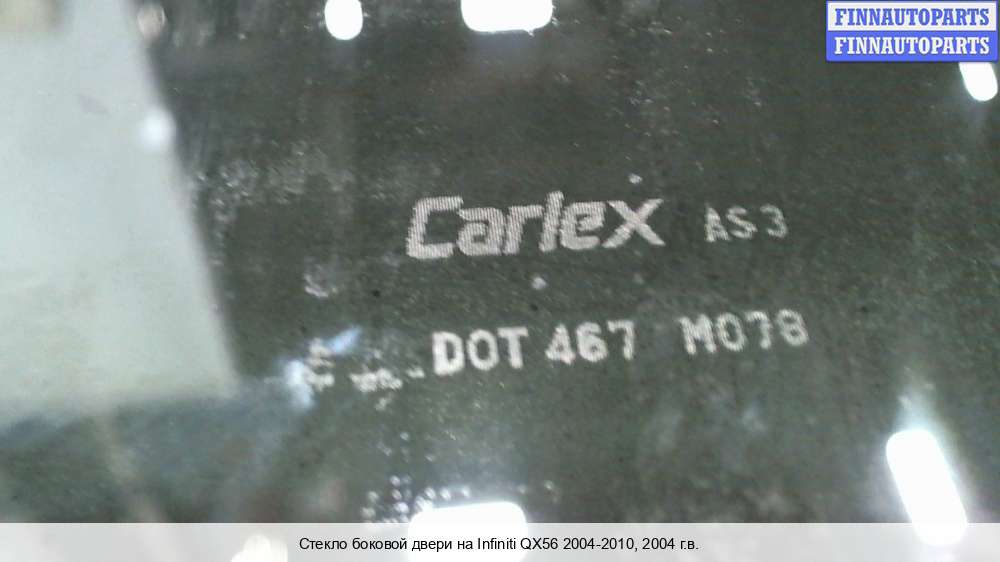 FINNAUTOPARTS
FINNAUTOPARTS
Carlex AS3
DOT 467 M078
Стекло боковой двери на Infiniti QX56 2004-2010, 2004 г.в.